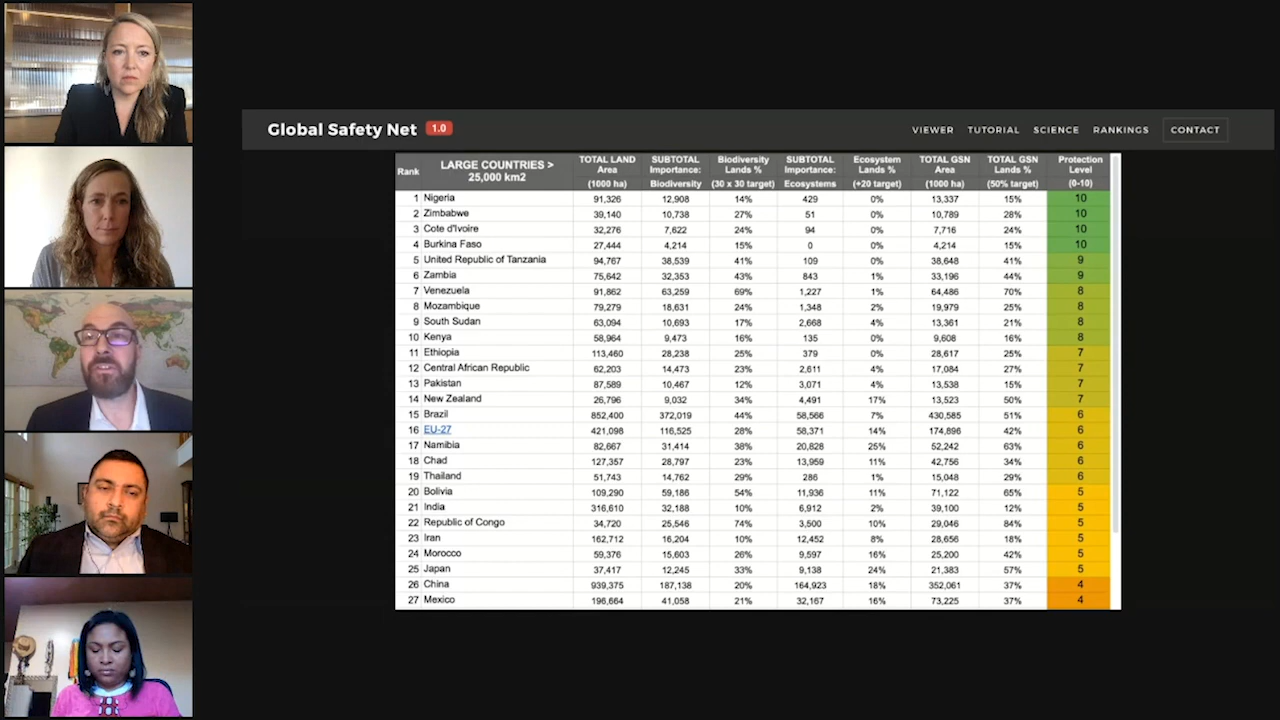 Global Safety Net 1.0
VIEWER TUTORIAL SCIENCE RANKINGS CONTACT
Rank LARGE COUNTRIES > 25,000 km2 TOTAL LAND Area (1000 ha) SUBTOTAL Importance: Biodiversity Biodiversity Lands % (30 x 30 target) SUBTOTAL Importance: Ecosystems Ecosystem Lands % (+20 target) TOTAL GSN Area (1000 ha) TOTAL GSN Lands % (50% target) Protection Level (0-10)
1 Nigeria 91,326 12,908 14% 429 0% 13,337 15% 10
2 Zimbabwe 39,140 10,738 27% 51 0% 10,789 28% 10
3 Cote d'Ivoire 32,276 7,622 24% 94 0% 7,716 24% 10
4 Burkina Faso 27,444 4,214 15% 0 0% 4,214 15% 10
5 United Republic of Tanzania 94,767 38,539 41% 109 0% 38,648 41% 9
6 Zambia 75,642 32,353 43% 843 1% 33,196 44% 9
7 Venezuela 91,862 63,259 69% 1,227 1% 64,486 70% 8
8 Mozambique 79,279 18,631 24% 1,348 2% 19,979 25% 8
9 South Sudan 63,094 10,693 17% 2,668 4% 13,361 21% 8
10 Kenya 58,964 9,473 16% 135 0% 9,608 16% 8
11 Ethiopia 113,460 28,238 25% 379 0% 28,617 25% 7
12 Central African Republic 62,203 14,473 23% 2,611 4% 17,084 27% 7
13 Pakistan 87,589 10,467 12% 3,071 4% 13,538 15% 7
14 New Zealand 26,796 9,032 34% 4,491 17% 13,523 50% 7
15 Brazil 852,400 372,019 44% 58,566 7% 430,585 51% 6
16 EU-27 421,098 116,525 28% 58,371 14% 174,896 42% 6
17 Namibia 82,667 31,414 38% 20,828 25% 52,242 63% 6
18 Chad 127,357 28,797 23% 13,959 11% 42,756 34% 6
19 Thailand 51,743 14,762 29% 286 1% 15,048 29% 6
20 Bolivia 109,290 59,186 54% 11,936 11% 71,122 65% 5
21 India 316,610 32,188 10% 6,912 2% 39,100 12% 5
22 Republic of Congo 34,720 25,546 74% 3,500 10% 29,046 84% 5
23 Iran 162,712 16,204 10% 12,452 8% 28,656 18% 5
24 Morocco 59,376 15,603 26% 9,597 16% 25,200 42% 5
25 Japan 37,417 12,245 33% 9,138 24% 21,383 57% 5
26 China 939,375 187,138 20% 164,923 18% 352,061 37% 4
27 Mexico 196,664 41,058 21% 32,167 16% 73,225 37% 4